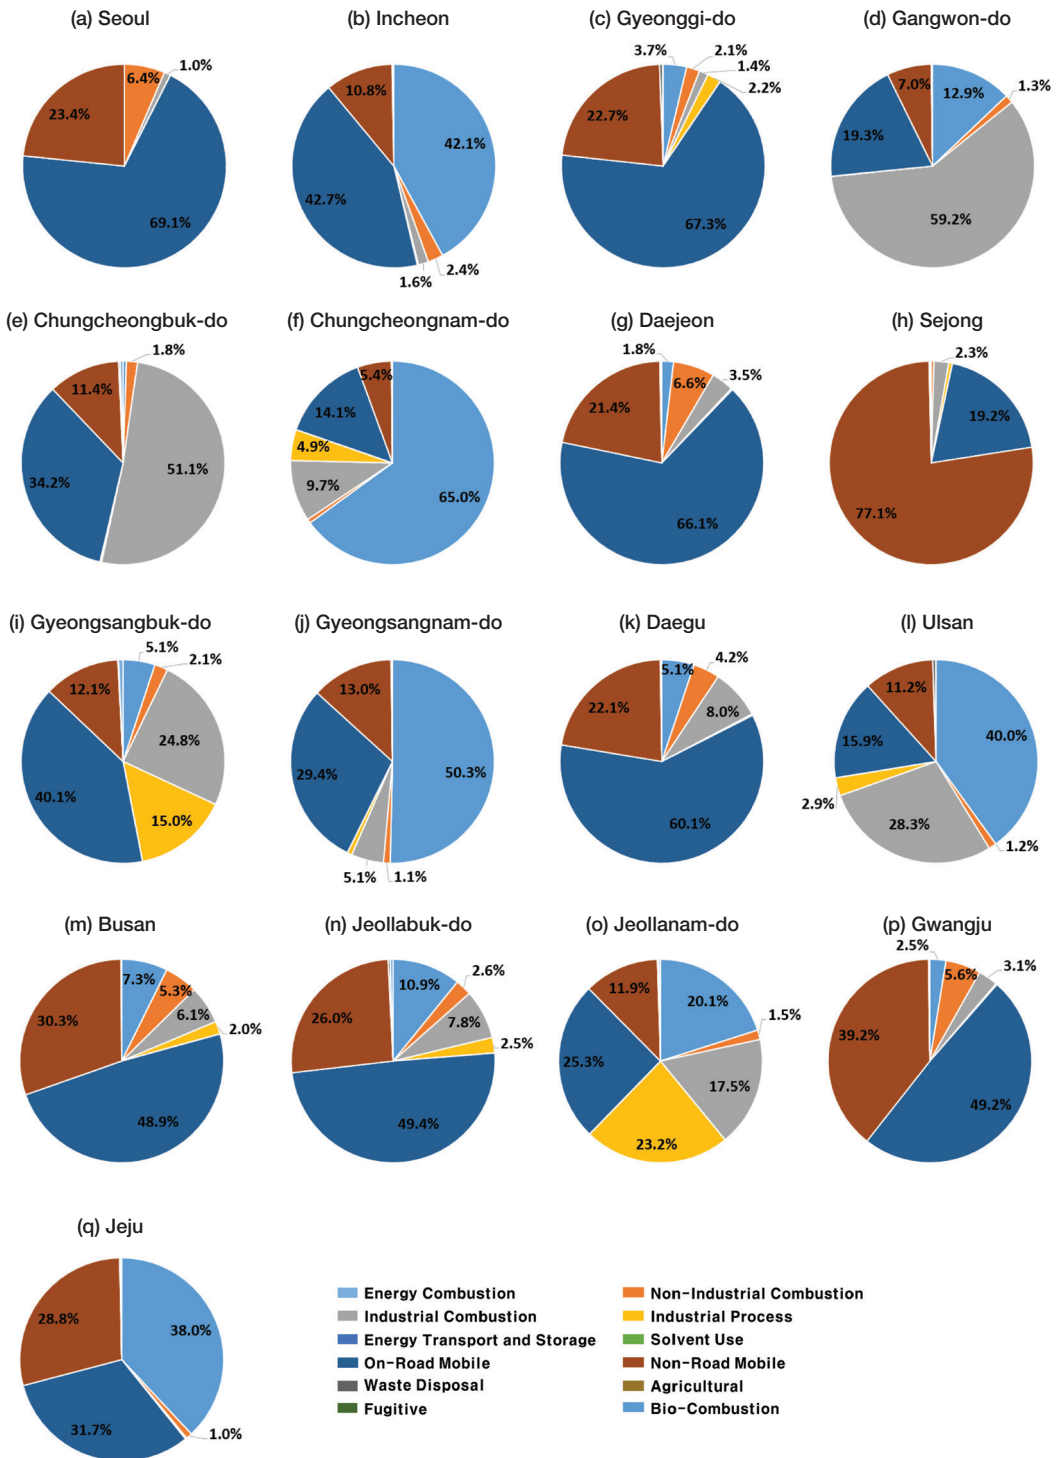 (a) Seoul
6.4%
1.0%
23.4%
69.1%
(b) Incheon
10.8%
42.1%
42.7%
2.4%
1.6%
(c) Gyeonggi-do
3.7%
2.1%
1.4%
2.2%
22.7%
67.3%
(d) Gangwon-do
7.0%
12.9%
1.3%
19.3%
59.2%
(e) Chungcheongbuk-do
1.8%
11.4%
51.1%
34.2%
(f) Chungcheongnam-do
5.4%
14.1%
4.9%
9.7%
65.0%
(g) Daejeon
1.8%
6.6%
3.5%
21.4%
66.1%
(h) Sejong
2.3%
19.2%
77.1%
(i) Gyeongsangbuk-do
5.1%
2.1%
12.1%
24.8%
40.1%
15.0%
(j) Gyeongsangnam-do
13.0%
29.4%
50.3%
5.1%
1.1%
(k) Daegu
5.1%
4.2%
22.1%
8.0%
60.1%
(l) Ulsan
11.2%
15.9%
40.0%
2.9%
28.3%
1.2%
(m) Busan
7.3%
5.3%
6.1%
2.0%
30.3%
48.9%
(n) Jeollabuk-do
10.9%
2.6%
26.0%
7.8%
2.5%
49.4%
(o) Jeollanam-do
11.9%
20.1%
1.5%
25.3%
17.5%
23.2%
(p) Gwangju
2.5%
5.6%
3.1%
39.2%
49.2%
(q) Jeju
28.8%
38.0%
31.7%
1.0%
Energy Combustion
Non-Industrial Combustion
Industrial Combustion
Industrial Process
Energy Transport and Storage
Solvent Use
On-Road Mobile
Non-Road Mobile
Waste Disposal
Agricultural
Fugitive
Bio-Combustion